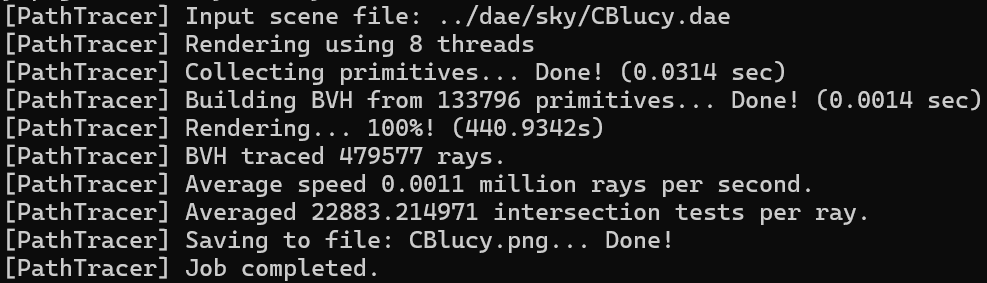 [PathTracer] Input scene file: ../dae/sky/CBlucy.dae
[PathTracer] Rendering using 8 threads
[PathTracer] Collecting primitives... Done! (0.0314 sec)
[PathTracer] Building BVH from 133796 primitives... Done! (0.0014 sec)
[PathTracer] Rendering... 100%! (440.9342s)
[PathTracer] BVH traced 479577 rays.
[PathTracer] Average speed 0.0011 million rays per second.
[PathTracer] Averaged 22883.214971 intersection tests per ray.
[PathTracer] Saving to file: CBlucy.png... Done!
[PathTracer] Job completed.